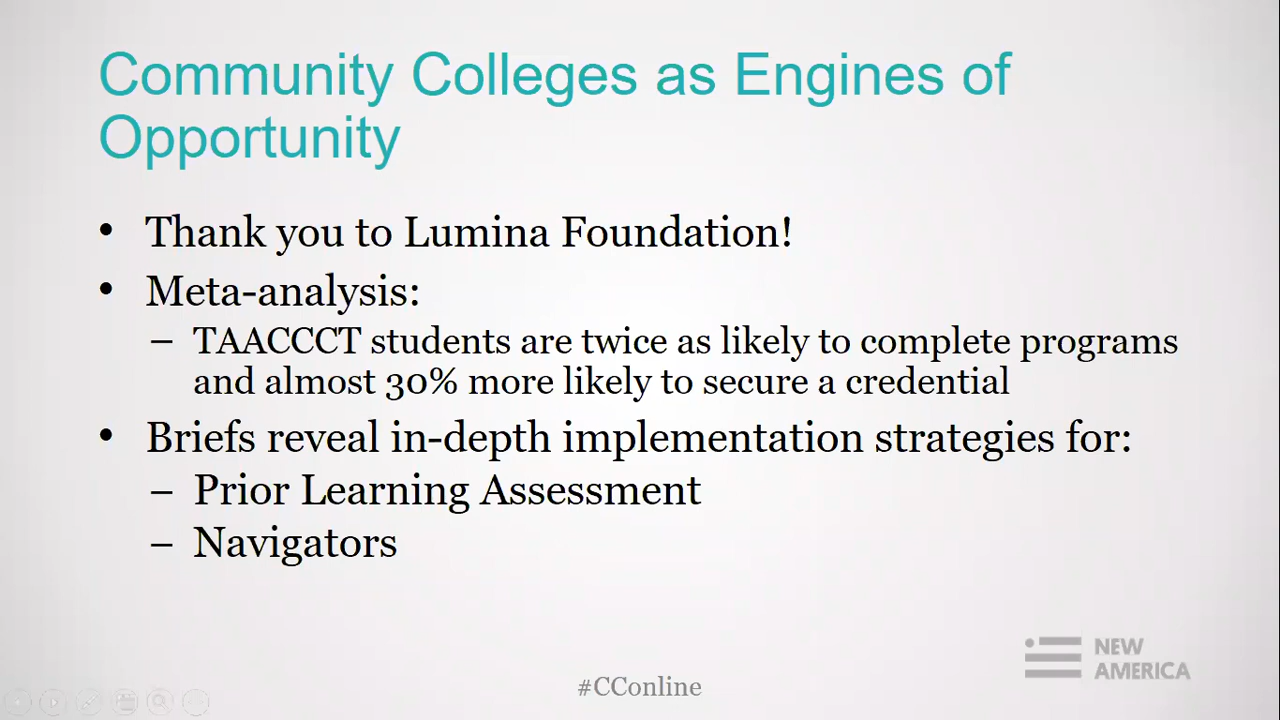 Community Colleges as Engines of
Opportunity
• Thank you to Lumina Foundation!
• Meta-analysis:
– TAACCCT students are twice as likely to complete programs
and almost 30% more likely to secure a credential
• Briefs reveal in-depth implementation strategies for:
– Prior Learning Assessment
– Navigators
NEW
AMERICA
#CConline